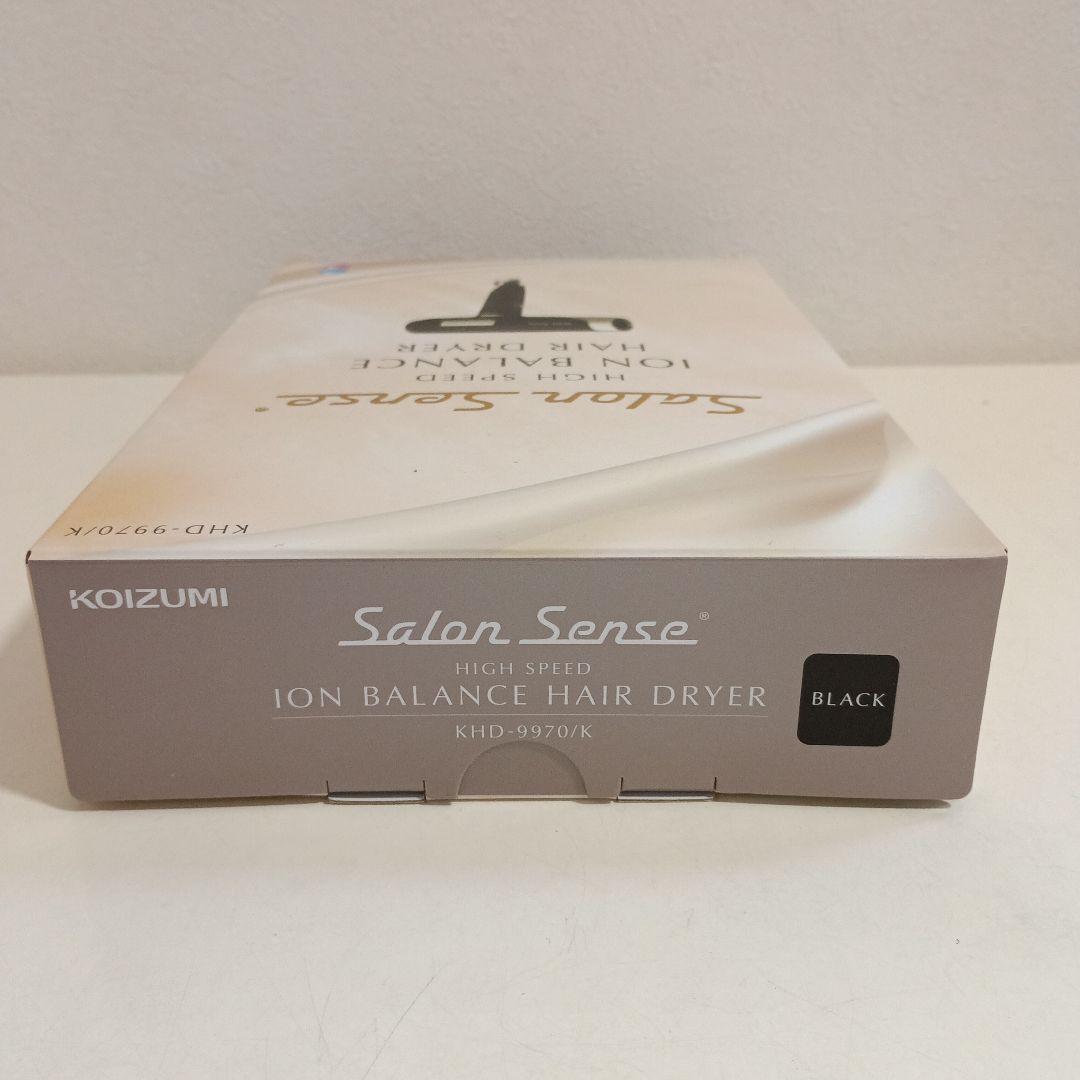 HAIR DRYER
ION BALANCE
HIGH SPEED
Salon Sense®
KHD-9970/K
KOIZUMI
Salon Sense®
HIGH SPEED
ION BALANCE HAIR DRYER
KHD-9970/K
BLACK